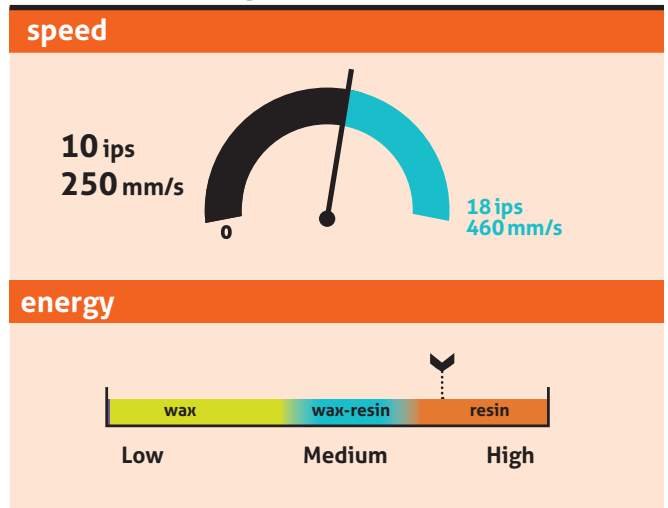 speed
10 ips
250 mm/s
0
18 ips
460 mm/s
energy
wax wax-resin resin
Low Medium High